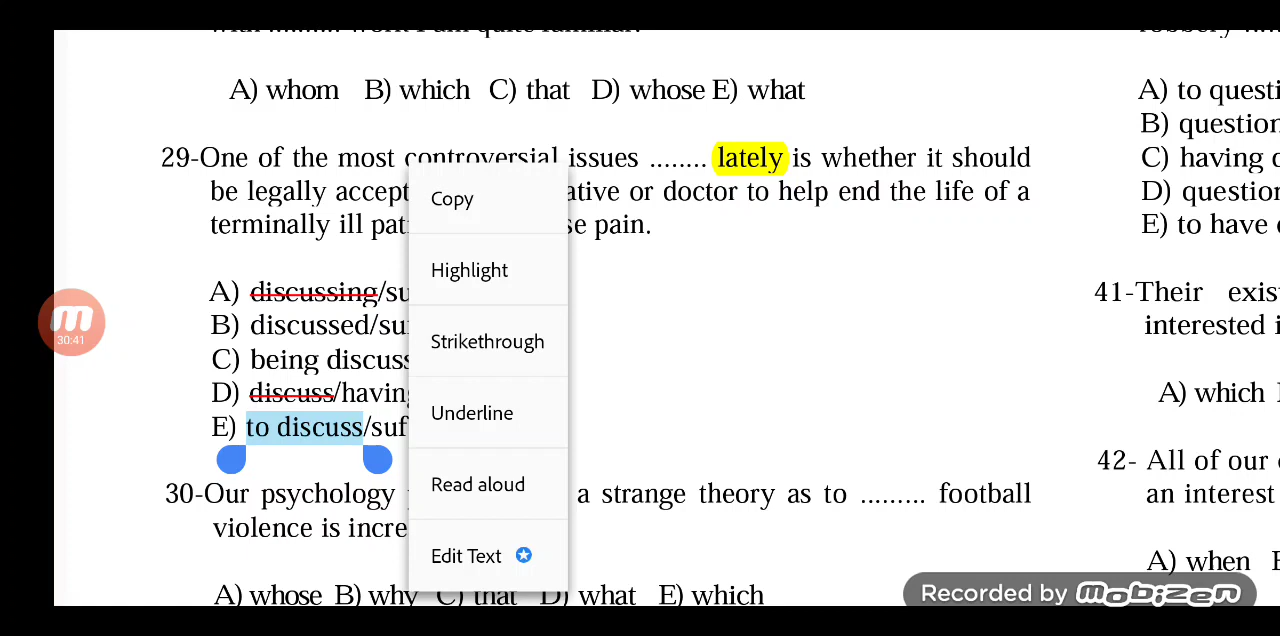 A) whom B) which C) that D) whose E) what
29-One of the most controversial issues ........ lately is whether it should
be legally accept ative or doctor to help end the life of a
terminally ill pat se pain.
A) discussing/su
B) discussed/su
C) being discuss
D) discuss/having
E) to discuss/suf
30-Our psychology a strange theory as to ......... football
violence is incre
A) whose B) why C) that D) what E) which
Copy
Highlight
Strikethrough
Underline
Read aloud
Edit Text
A) to questi
B) question
C) having
D) question
E) to have
41-Their exis
interested i
A) which
42- All of our
an interest
A) when
m
30:41
Recorded by mobizen